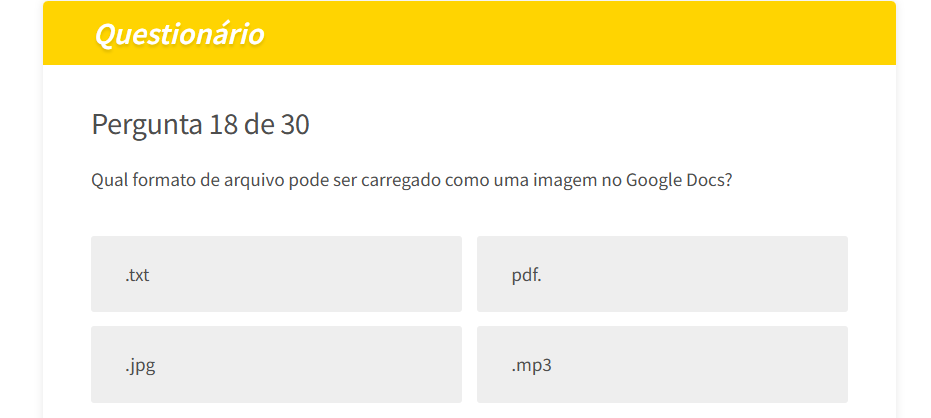 Questionário
Pergunta 18 de 30
Qual formato de arquivo pode ser carregado como uma imagem no Google Docs?
.txt
pdf.
.jpg
.mp3